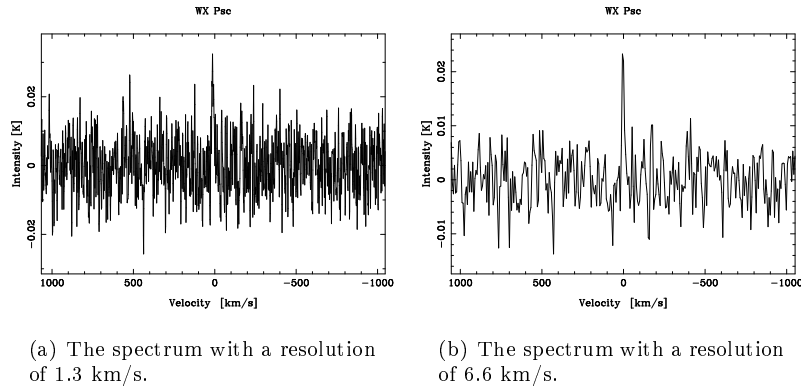 WX Psc
Intensity [K]
0.02
0
−0.02
1000
500
0
−500
−1000
Velocity [km/s]
(a) The spectrum with a resolution
of 1.3 km/s.
WX Psc
Intensity [K]
0.02
0.01
0
−0.01
1000
500
0
−500
−1000
Velocity [km/s]
(b) The spectrum with a resolution
of 6.6 km/s.